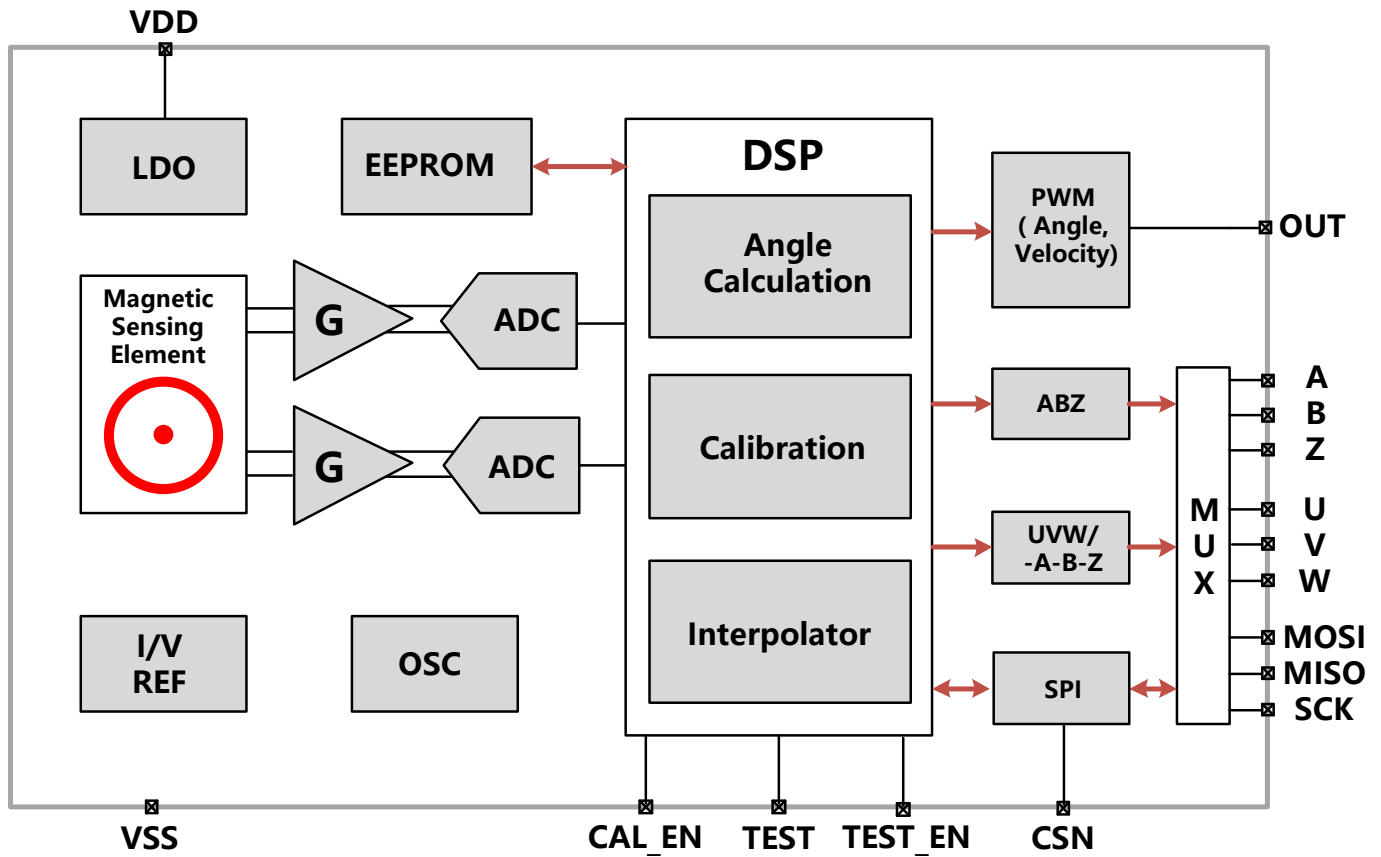 VDD
LDO
EEPROM
DSP
Angle
Calculation
PWM
( Angle,
Velocity)
OUT
Magnetic
Sensing
Element
G
ADC
G
ADC
Calibration
Interpolator
ABZ
UVW/
-A-B-Z
SPI
M
U
X
A
B
Z
U
V
W
MOSI
MISO
SCK
I/V
REF
OSC
VSS
CAL_EN
TEST
TEST_EN
CSN